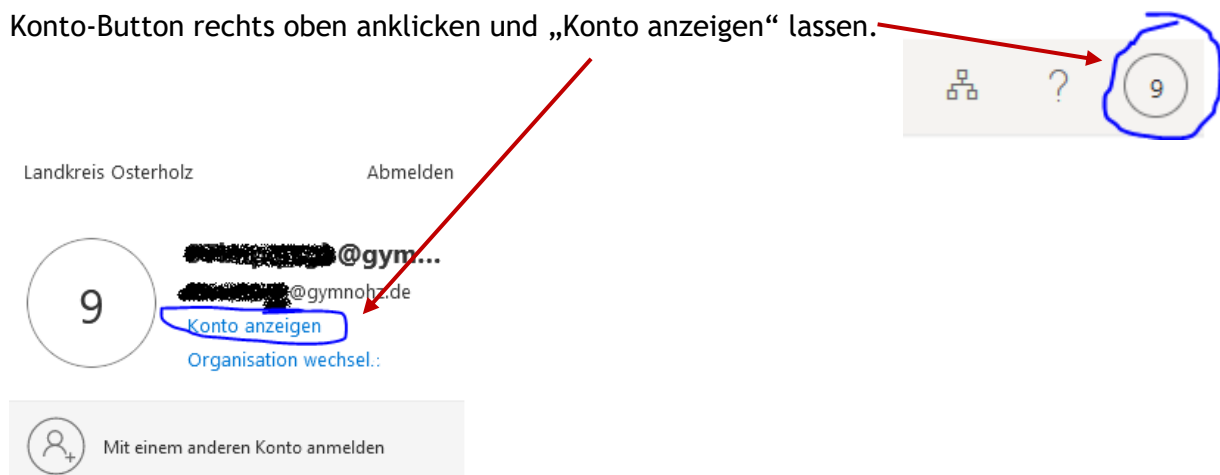 Konto-Button rechts oben anklicken und „Konto anzeigen“ lassen.
? 9
Landkreis Osterholz Abmelden
@gym...
9 @gymnohz.de
Konto anzeigen
Organisation wechsel.:
Mit einem anderen Konto anmelden